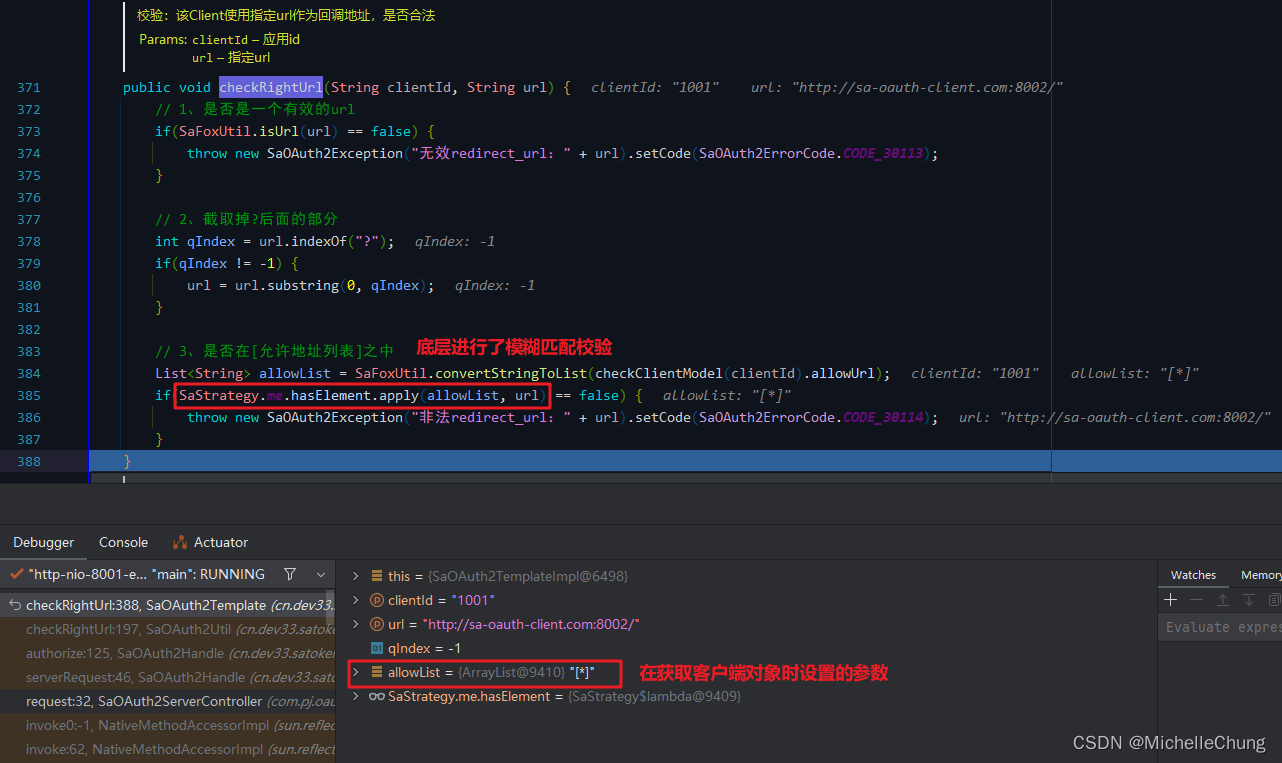 校验：该Client使用指定url作为回调地址，是否合法
Params: clientId – 应用id
url – 指定url
371 public void checkRightUrl(String clientId, String url) { clientId: "1001" url: "http://sa-oauth-client.com:8002/"
372 // 1、是否是一个有效的url
373 if(SaFoxUtil.isUrl(url) == false) {
374 throw new SaOAuth2Exception("无效redirect_url：" + url).setCode(SaOAuth2ErrorCode.CODE_30113);
375 }
376
377 // 2、截取掉?后面的部分
378 int qIndex = url.indexOf("?"); qIndex: -1
379 if(qIndex != -1) {
380 url = url.substring(0, qIndex); qIndex: -1
381 }
382
383 // 3、是否在[允许地址列表]之中 底层进行了模糊匹配校验
384 List<String> allowList = SaFoxUtil.convertStringToList(checkClientModel(clientId).allowUrl); clientId: "1001" allowList: "[*]"
385 if(SaStrategy.me.hasElement.apply(allowList, url) == false) { allowList: "[*]"
386 throw new SaOAuth2Exception("非法redirect_url：" + url).setCode(SaOAuth2ErrorCode.CODE_30114); url: "http://sa-oauth-client.com:8002/"
387 }
388 }
Debugger Console Actuator
"http-nio-8001-e... "main": RUNNING
checkRightUrl:388, SaOAuth2Template (cn.dev33.
checkRightUrl:197, SaOAuth2Util (cn.dev33.satoke
authorize:125, SaOAuth2Handle (cn.dev33.satoke
serverRequest:46, SaOAuth2Handle (cn.dev33.sat
request:32, SaOAuth2ServerController (com.pj.oau
invoke0:-1, NativeMethodAccessorImpl (sun.reflec
invoke:62, NativeMethodAccessorImpl (sun.reflect
this = {SaOAuth2TemplateImpl@6498}
clientId = "1001"
url = "http://sa-oauth-client.com:8002/"
qIndex = -1
allowList = {ArrayList@9410} "[*]" 在获取客户端对象时设置的参数
SaStrategy.me.hasElement = {SaStrategy$lambda@9409}
Watches Memory
Evaluate expres
CSDN @MichelleChung